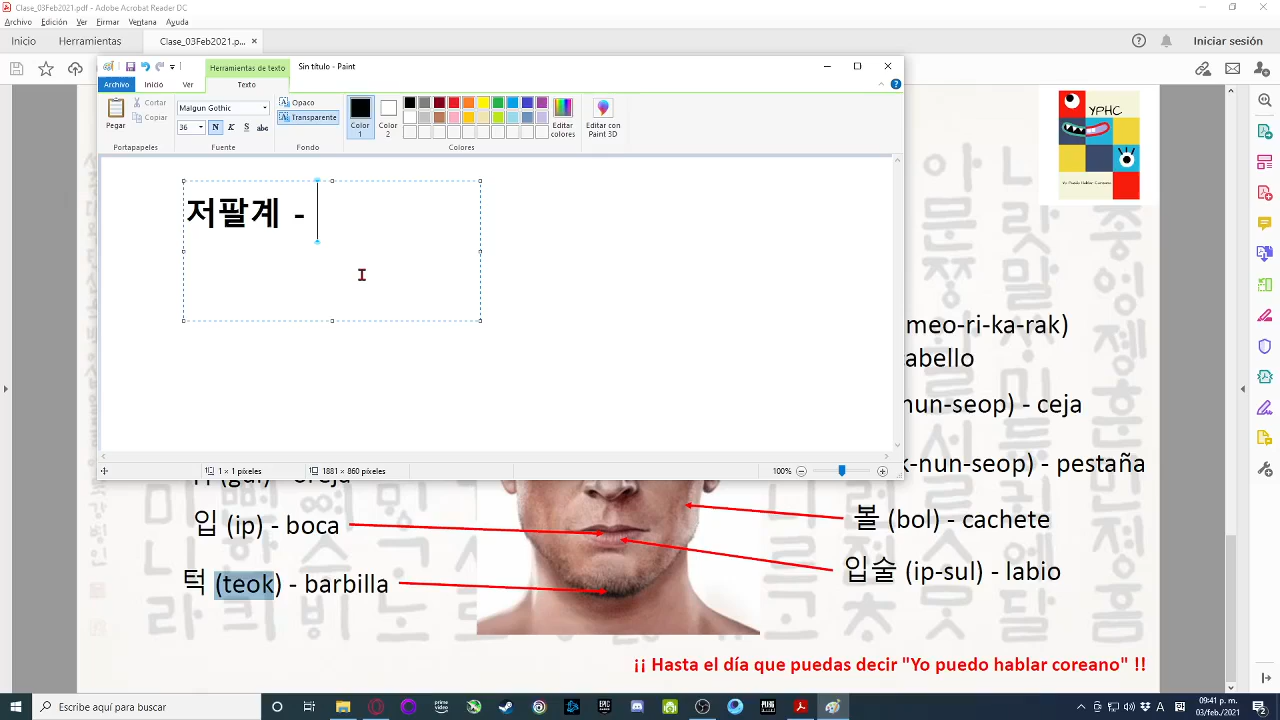 Clase_03Feb2021.pdf - Adobe Acrobat Reader DC
Archivo Edición Ver Firmar Ventana Ayuda
Inicio Herramientas Clase_03Feb2021.p... × Iniciar sesión
Herramientas de texto Sin título - Paint
Archivo Inicio Ver Texto
Pegar Cortar Copiar Malgun Gothic 36 N K S abc Opaco Transparente Color 1 Color 2 Editar colores Editar con Paint 3D
Portapapeles Fuente Fondo Colores
YPHC
Yo Puedo Hablar Coreano
저팔계 -
meo-ri-ka-rak)
abello
nun-seop) - ceja
k-nun-seop) - pestaña
1 × 1 píxeles 1881 × 860 píxeles 100%
입 (ip) - boca
볼 (bol) - cachete
턱 (teok) - barbilla
입술 (ip-sul) - labio
¡¡ Hasta el día que puedas decir "Yo puedo hablar coreano" !!
Escribe aquí para buscar
09:41 p. m.
03/feb./2021